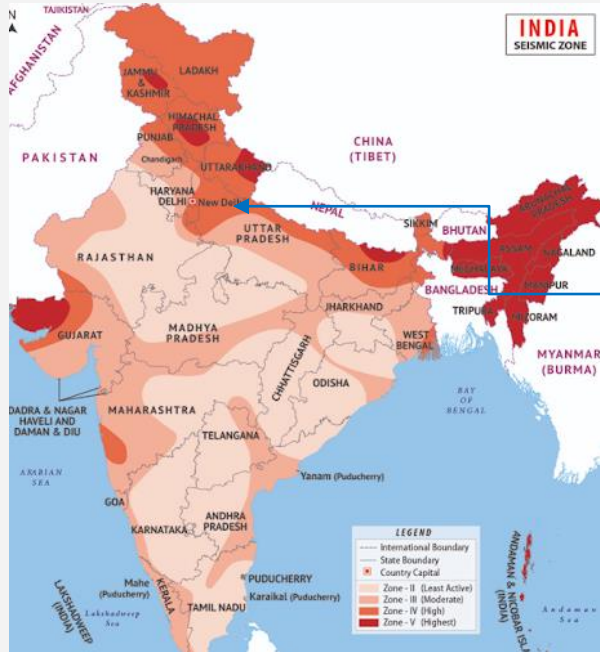 N
TAJIKISTAN
AFGHANISTAN
INDIA
SEISMIC ZONE
LADAKH
JAMMU
&
KASHMIR
HIMACHAL
PRADESH
PUNJAB
CHINA
(TIBET)
PAKISTAN
Chandigarh
UTTARAKHAND
HARYANA
DELHI
New Delhi
NEPAL
ARUNACHAL
PRADESH
SIKKIM
BHUTAN
UTTAR
PRADESH
ASSAM
NAGALAND
RAJASTHAN
BIHAR
MEGHALAYA
MANIPUR
BANGLADESH
JHARKHAND
TRIPURA
MIZORAM
GUJARAT
MADHYA
PRADESH
WEST
BENGAL
MYANMAR
(BURMA)
CHHATTISGARH
ODISHA
BAY
OF
BENGAL
DADRA & NAGAR
HAVELI AND
DAMAN & DIU
MAHARASHTRA
TELANGANA
ARABIAN
SEA
Yanam (Puducherry)
GOA
ANDHRA
PRADESH
KARNATAKA
LEGEND
International Boundary
State Boundary
Country Capital
Zone - II (Least Active)
Zone - III (Moderate)
Zone - IV (High)
Zone - V (Highest)
ANDAMAN & NICOBAR ISL
(INDIA)
Andaman
Sea
Mahe
(Puducherry)
PUDUCHERRY
Karaikal (Puducherry)
KERALA
TAMIL NADU
LAKSHADWEEP
(INDIA)
Lakshadweep
Sea